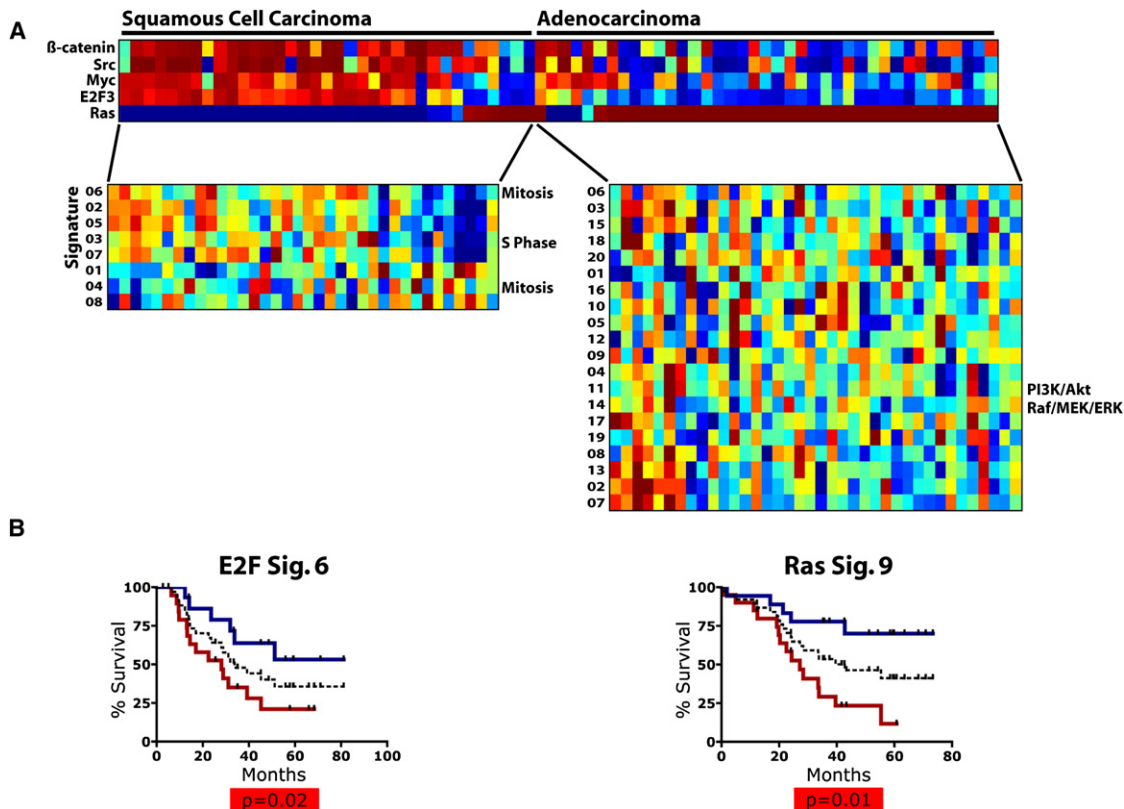 A
Squamous Cell Carcinoma Adenocarcinoma
ß-catenin
Src
Myc
E2F3
Ras
Signature
06 Mitosis
02
05
03 S Phase
07
01
04 Mitosis
08
06
03
15
18
20
01
16
10
05
12
09
04
11 PI3K/Akt
14 Raf/MEK/ERK
17
19
08
13
02
07
B
E2F Sig. 6
% Survival
100
75
50
25
0
0 20 40 60 80 100
Months
p=0.02
Ras Sig. 9
% Survival
100
75
50
25
0
0 20 40 60 80
Months
p=0.01